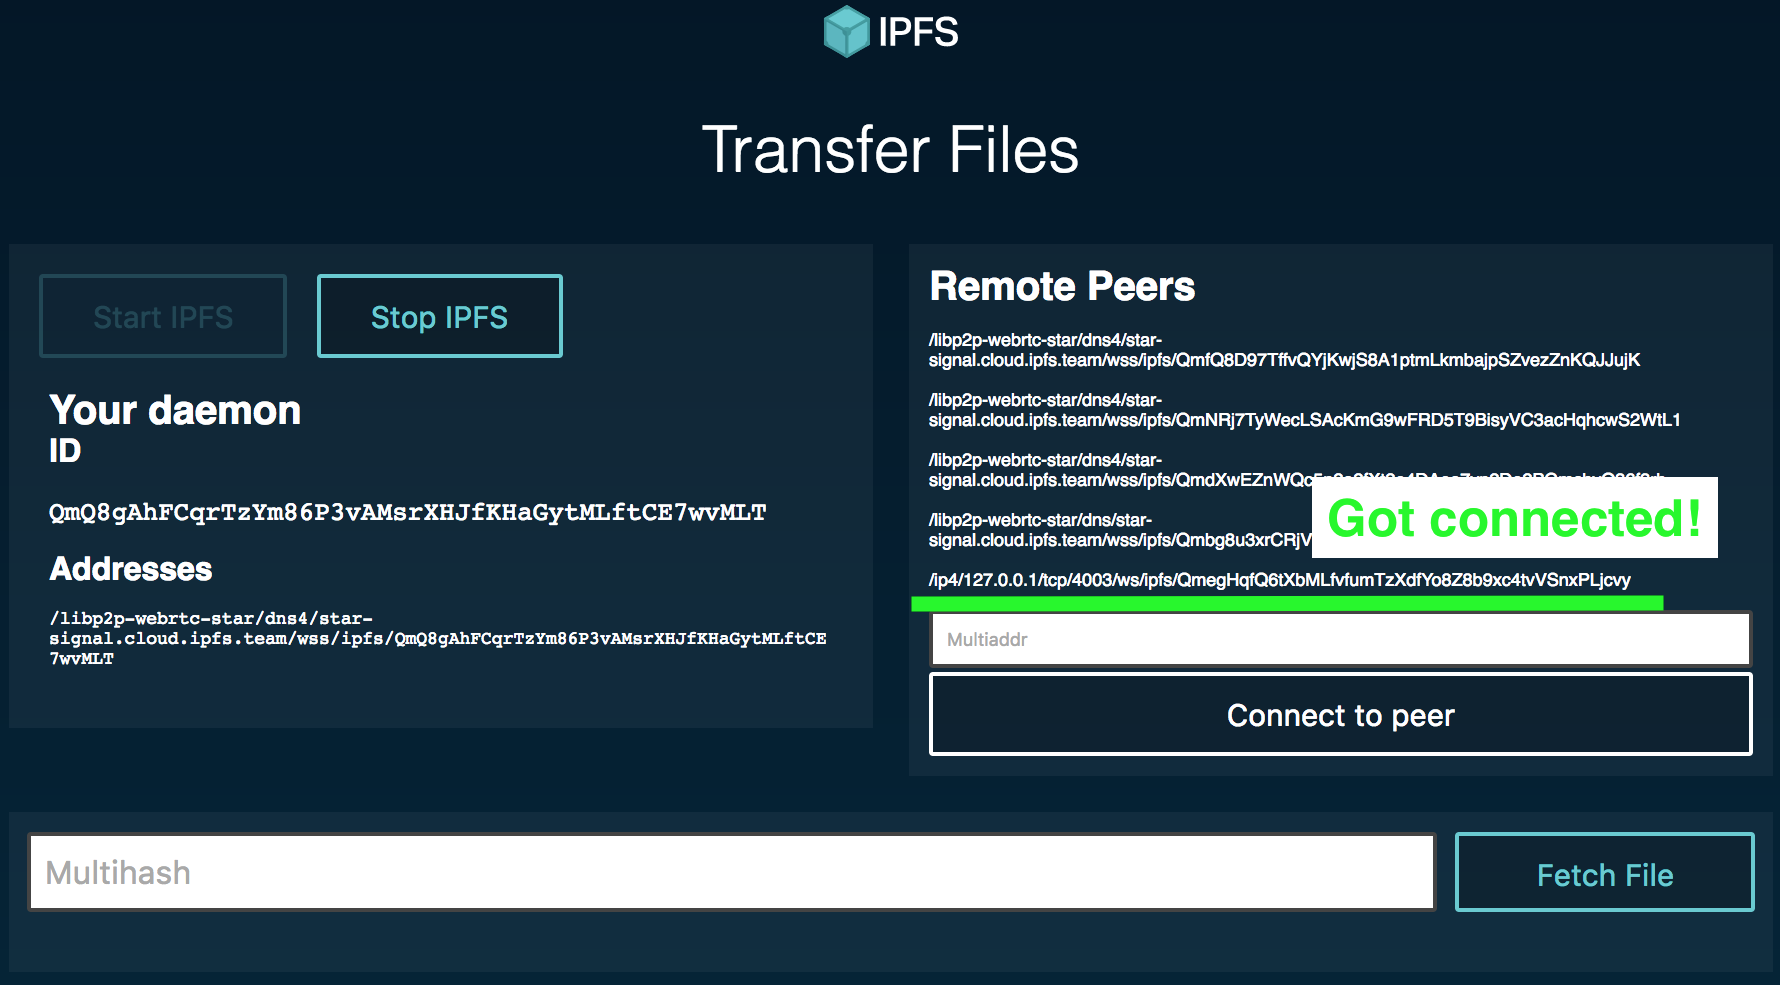 IPFS
Transfer Files
Start IPFS
Stop IPFS
Your daemon
ID
QmQ8gAhFCqrTzYm86P3vAMsrXHJfKHaGytMLftCE7wvMLT
Addresses
/libp2p-webrtc-star/dns4/star-
signal.cloud.ipfs.team/wss/ipfs/QmQ8gAhFCqrTzYm86P3vAMsrXHJfKHaGytMLftCE
7wvMLT
Remote Peers
/libp2p-webrtc-star/dns4/star-
signal.cloud.ipfs.team/wss/ipfs/QmfQ8D97TffvQYjKwjS8A1ptmLkmbajpSZvezZnKQJJujK
/libp2p-webrtc-star/dns4/star-
signal.cloud.ipfs.team/wss/ipfs/QmNRj7TyWecLSAcKmG9wFRD5T9BisyVC3acHqhcwS2WtL1
/libp2p-webrtc-star/dns4/star-
signal.cloud.ipfs.team/wss/ipfs/QmdXwEZnWQc
/libp2p-webrtc-star/dns/star-
signal.cloud.ipfs.team/wss/ipfs/Qmbg8u3xrCRjV
Got connected!
/ip4/127.0.0.1/tcp/4003/ws/ipfs/QmegHqfQ6tXbMLfvfumTzXdfYo8Z8b9xc4tvVSnxPLjcvy
Multiaddr
Connect to peer
Multihash
Fetch File